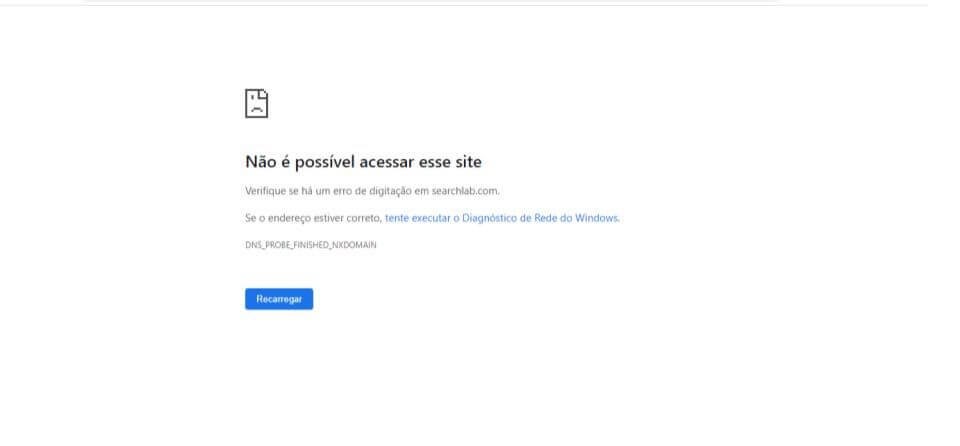 Não é possível acessar esse site
Verifique se há um erro de digitação em searchlab.com.
Se o endereço estiver correto, tente executar o Diagnóstico de Rede do Windows.
DNS_PROBE_FINISHED_NXDOMAIN
Recarregar